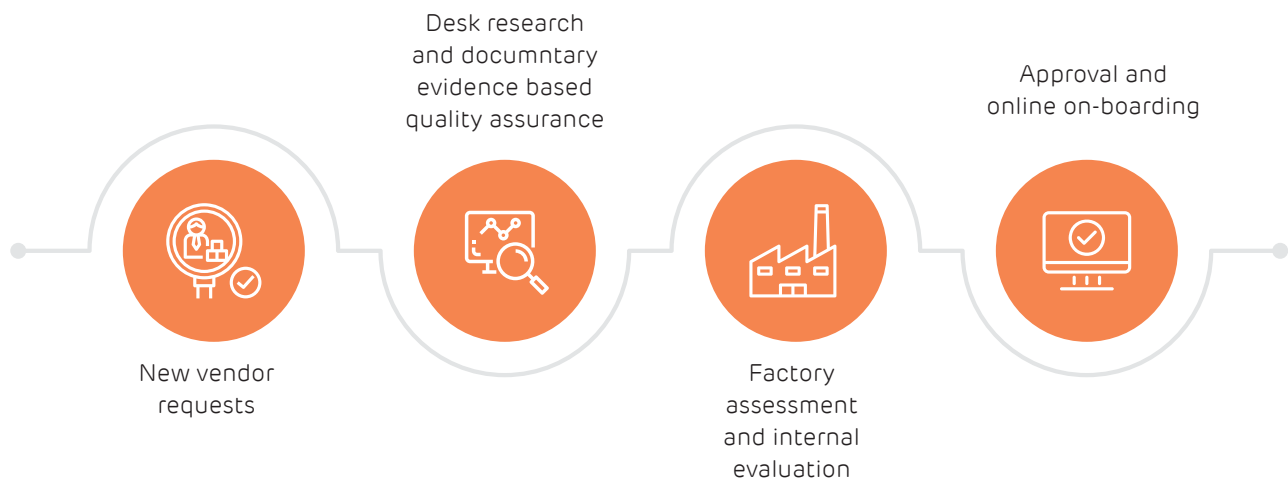 New vendor
requests
Desk research
and documntary
evidence based
quality assurance
Factory
assessment
and internal
evaluation
Approval and
online on-boarding